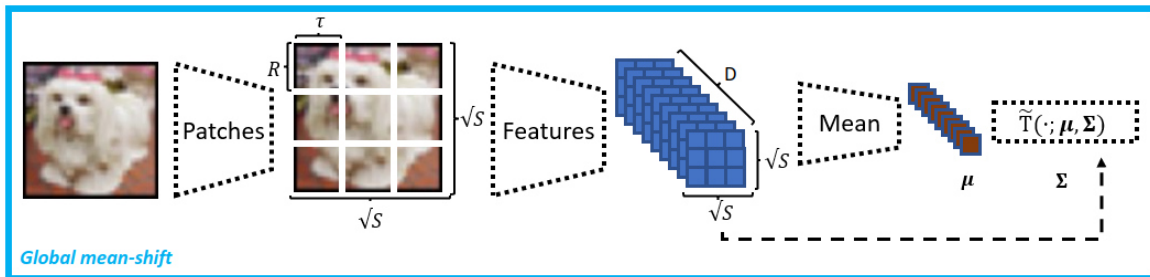 τ
R
√S
√S
Patches
Features
D
√S
√S
Mean
μ
T̃(·; μ, Σ)
Σ
Global mean-shift